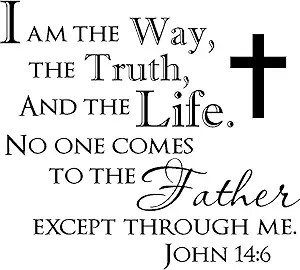 I AM THE Way,
THE Truth,
AND THE Life.
NO ONE COMES
TO THE Father
EXCEPT THROUGH ME.
JOHN 14:6